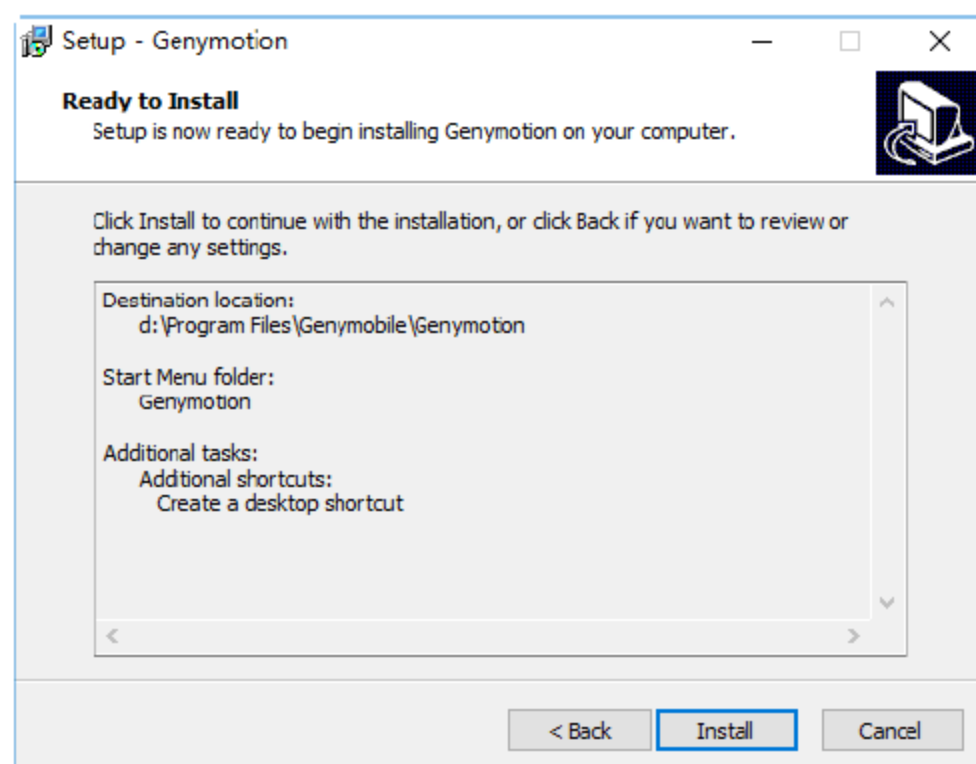 Setup - Genymotion
Ready to Install
Setup is now ready to begin installing Genymotion on your computer.
Click Install to continue with the installation, or click Back if you want to review or
change any settings.
Destination location:
d:\Program Files\Genymobile\Genymotion
Start Menu folder:
Genymotion
Additional tasks:
Additional shortcuts:
Create a desktop shortcut
< Back
Install
Cancel